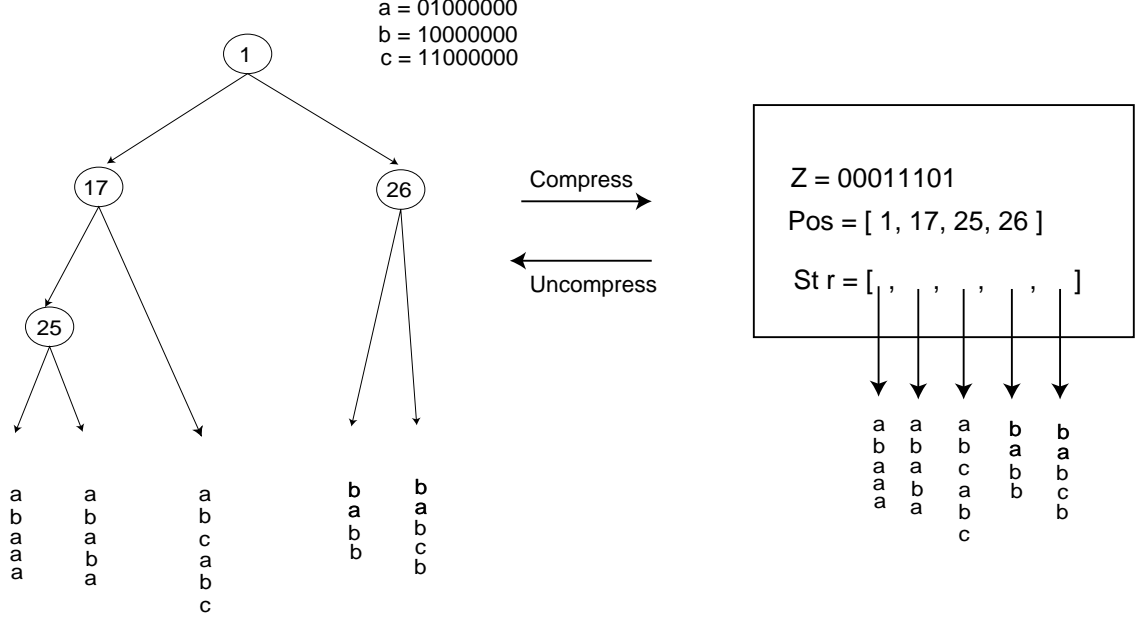 a = 01000000
b = 10000000
c = 11000000
1
17
26
25
Compress
Uncompress
Z = 00011101
Pos = [ 1, 17, 25, 26 ]
St r = [ , , , , ]
a b a a a
a b a b a
a b c a b c
b a b b
b a b c b
a b a a a
a b a b a
a b c a b c
b a b b
b a b c b